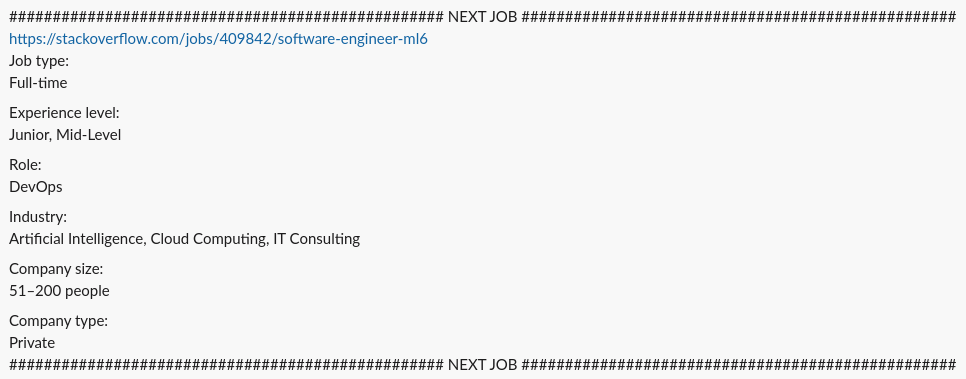 ################################################## NEXT JOB ##################################################
https://stackoverflow.com/jobs/409842/software-engineer-ml6
Job type:
Full-time
Experience level:
Junior, Mid-Level
Role:
DevOps
Industry:
Artificial Intelligence, Cloud Computing, IT Consulting
Company size:
51–200 people
Company type:
Private
################################################## NEXT JOB ##################################################